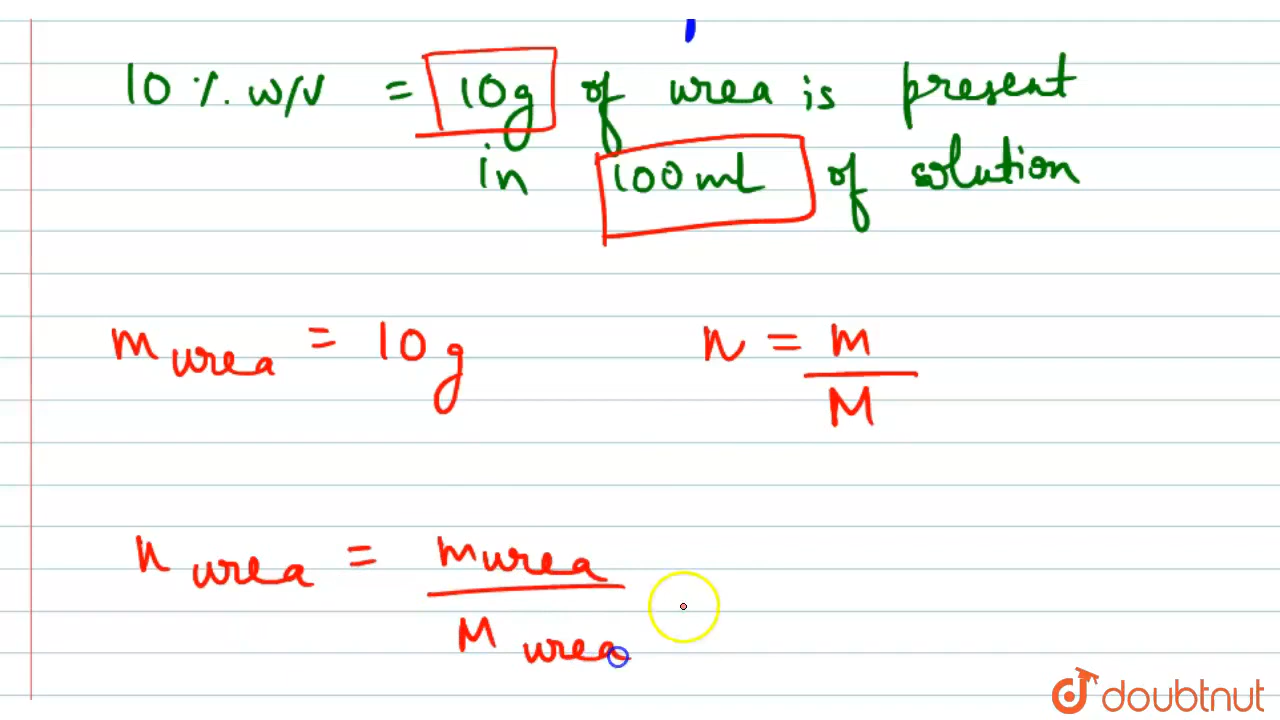 10 %. w/v = 10g of urea is present
in 100 mL of solution
m urea = 10 g
n = m
M
n urea = m urea
M urea
doubtnut